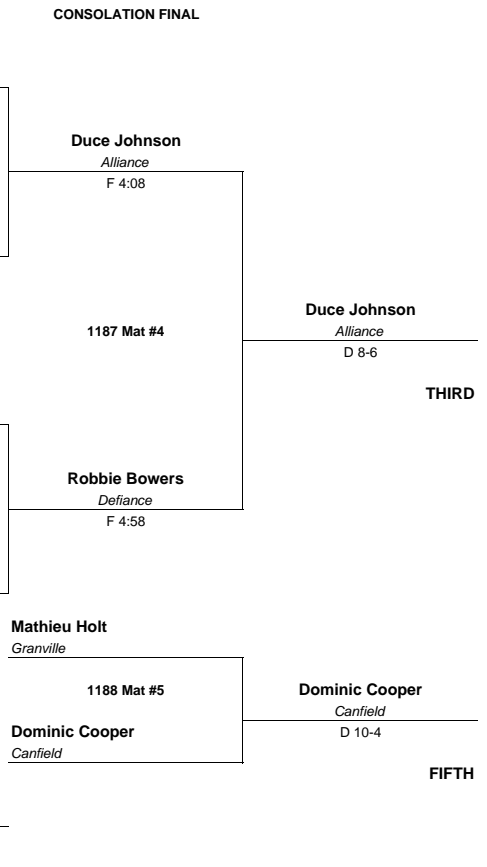 CONSOLATION FINAL
Duce Johnson
Alliance
F 4:08
1187 Mat #4
Duce Johnson
Alliance
D 8-6
THIRD
Robbie Bowers
Defiance
F 4:58
Mathieu Holt
Granville
1188 Mat #5
Dominic Cooper
Canfield
D 10-4
Dominic Cooper
Canfield
FIFTH